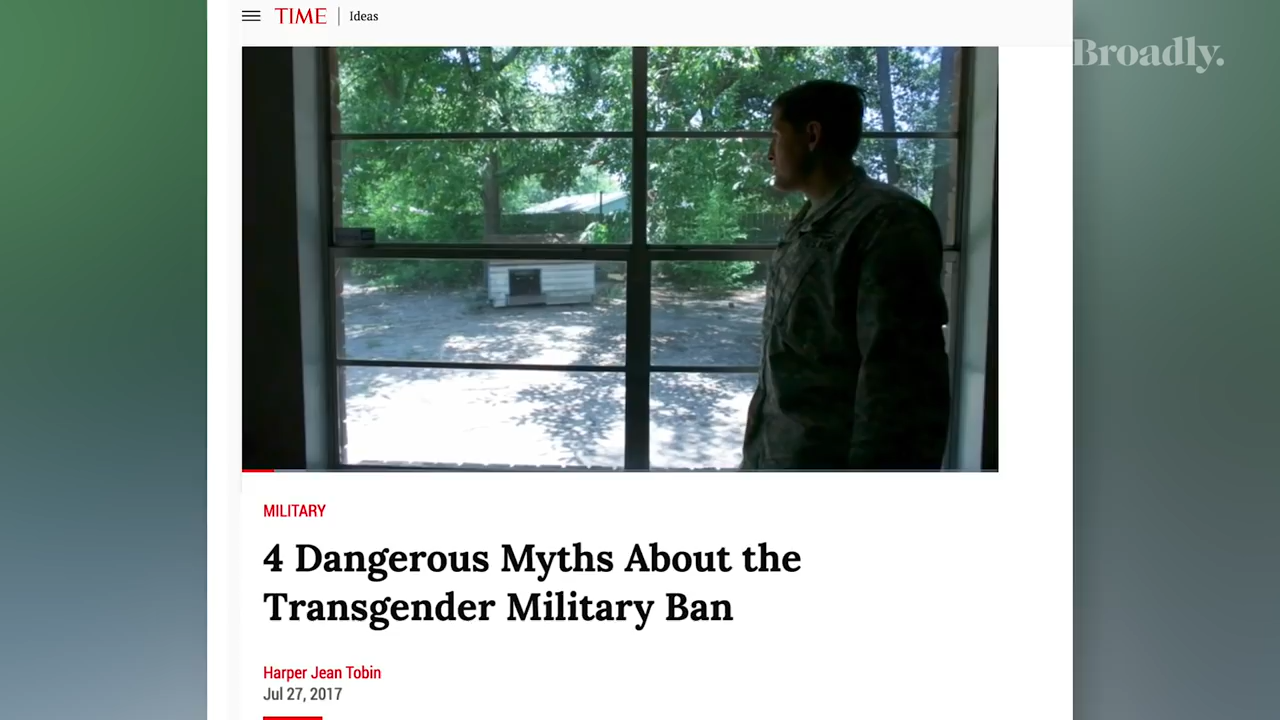 TIME | Ideas
Broadly.
MILITARY
4 Dangerous Myths About the
Transgender Military Ban
Harper Jean Tobin
Jul 27, 2017